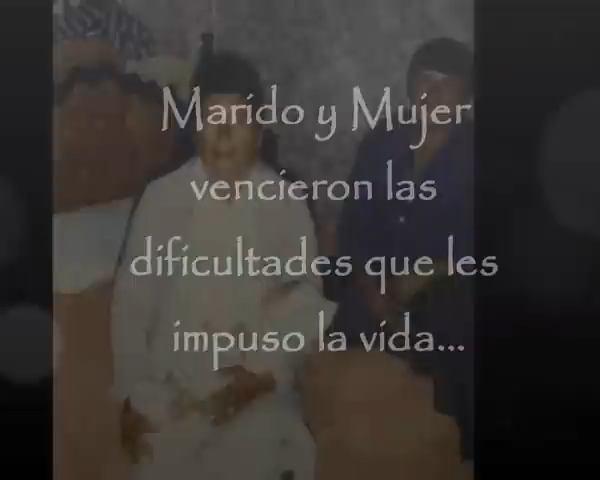 Marido y Mujer
vencieron las
dificultades que les
impuso la vida...